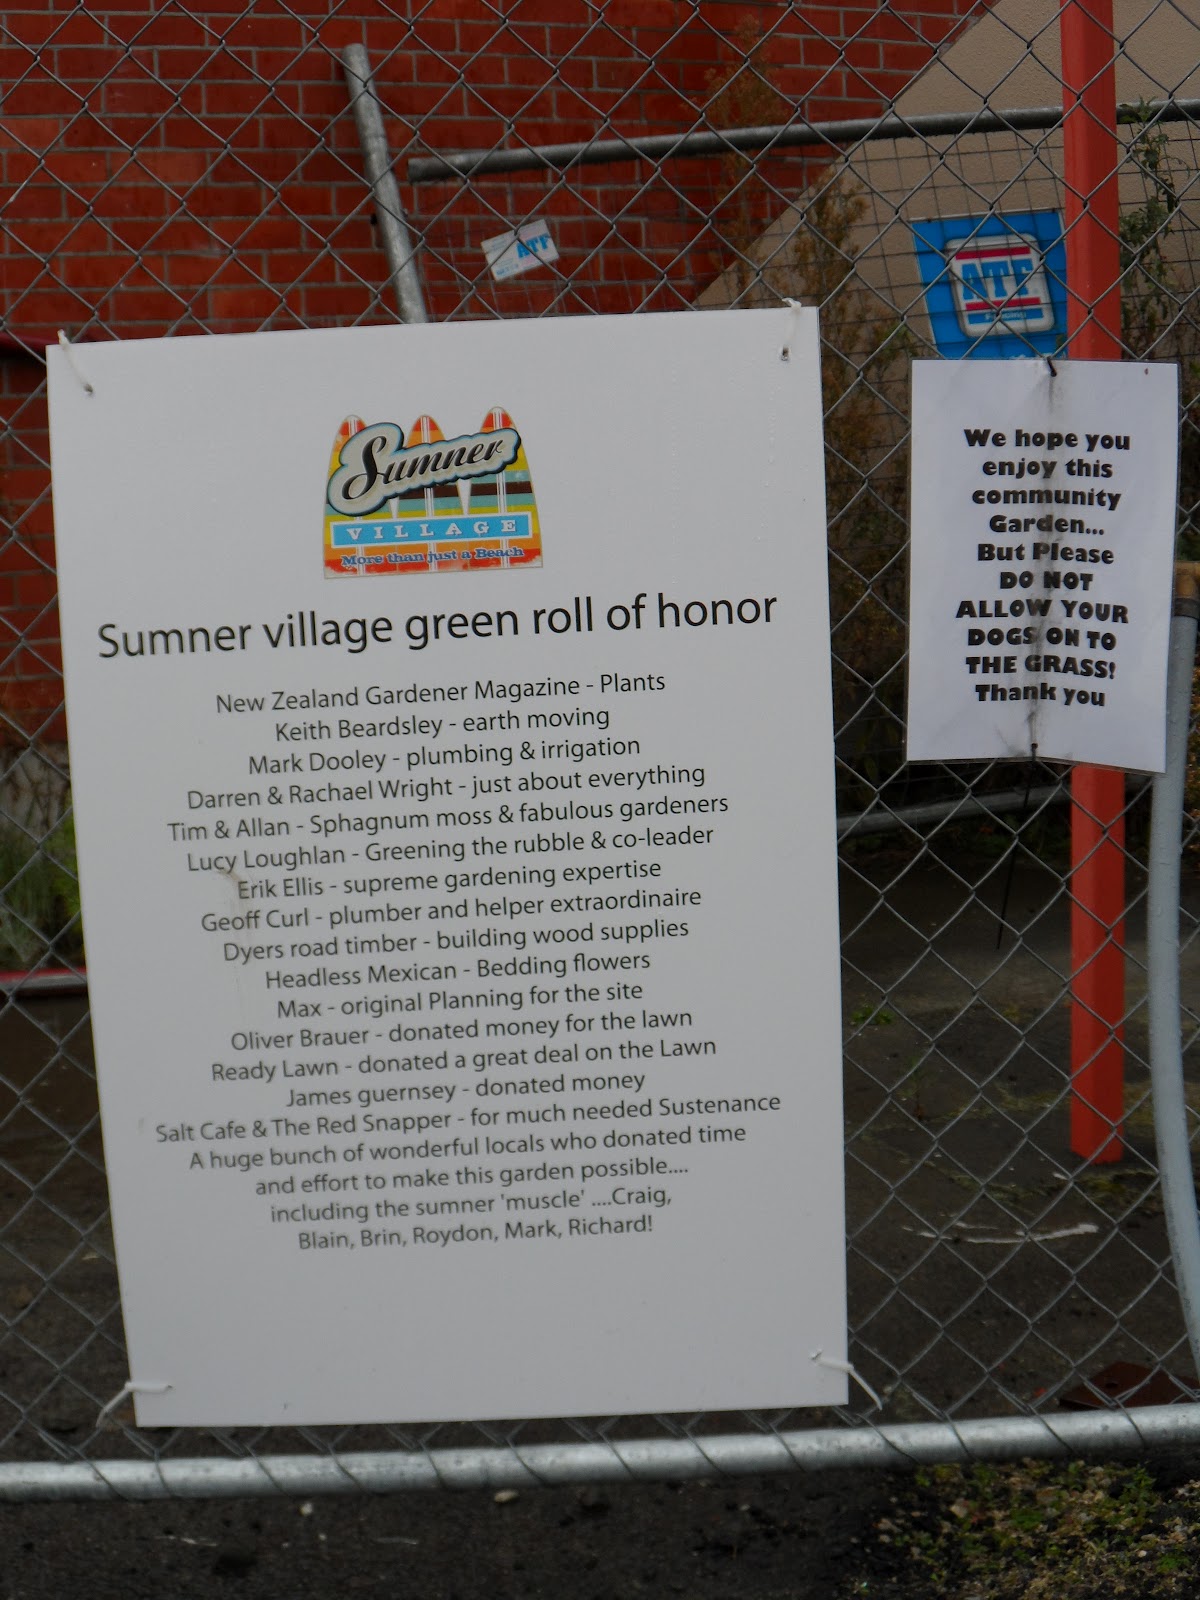 ATF
ATF
Sumner
VILLAGE
More than just a Beach
Sumner village green roll of honor
New Zealand Gardener Magazine - Plants
Keith Beardsley - earth moving
Mark Dooley - plumbing & irrigation
Darren & Rachael Wright - just about everything
Tim & Allan - Sphagnum moss & fabulous gardeners
Lucy Loughlan - Greening the rubble & co-leader
Erik Ellis - supreme gardening expertise
Geoff Curl - plumber and helper extraordinaire
Dyers road timber - building wood supplies
Headless Mexican - Bedding flowers
Max - original Planning for the site
Oliver Brauer - donated money for the lawn
Ready Lawn - donated a great deal on the Lawn
James guernsey - donated money
Salt Cafe & The Red Snapper - for much needed Sustenance
A huge bunch of wonderful locals who donated time
and effort to make this garden possible....
including the sumner 'muscle' ....Craig,
Blain, Brin, Roydon, Mark, Richard!
We hope you
enjoy this
community
Garden...
But Please
DO NOT
ALLOW YOUR
DOGS ON TO
THE GRASS!
Thank you